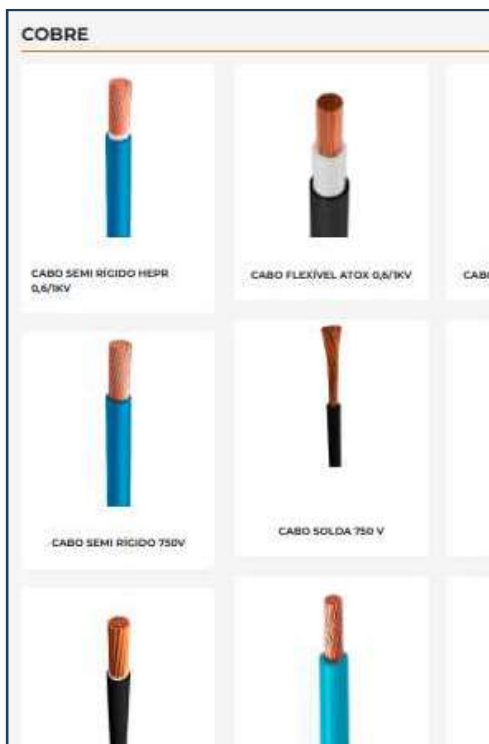 COBRE
CABO SEMI RÍGIDO HEPR
0,6/1KV
CABO FLEXÍVEL ATOX 0,6/1KV
CABO
CABO SEMI RÍGIDO 750V
CABO SOLDA 750 V